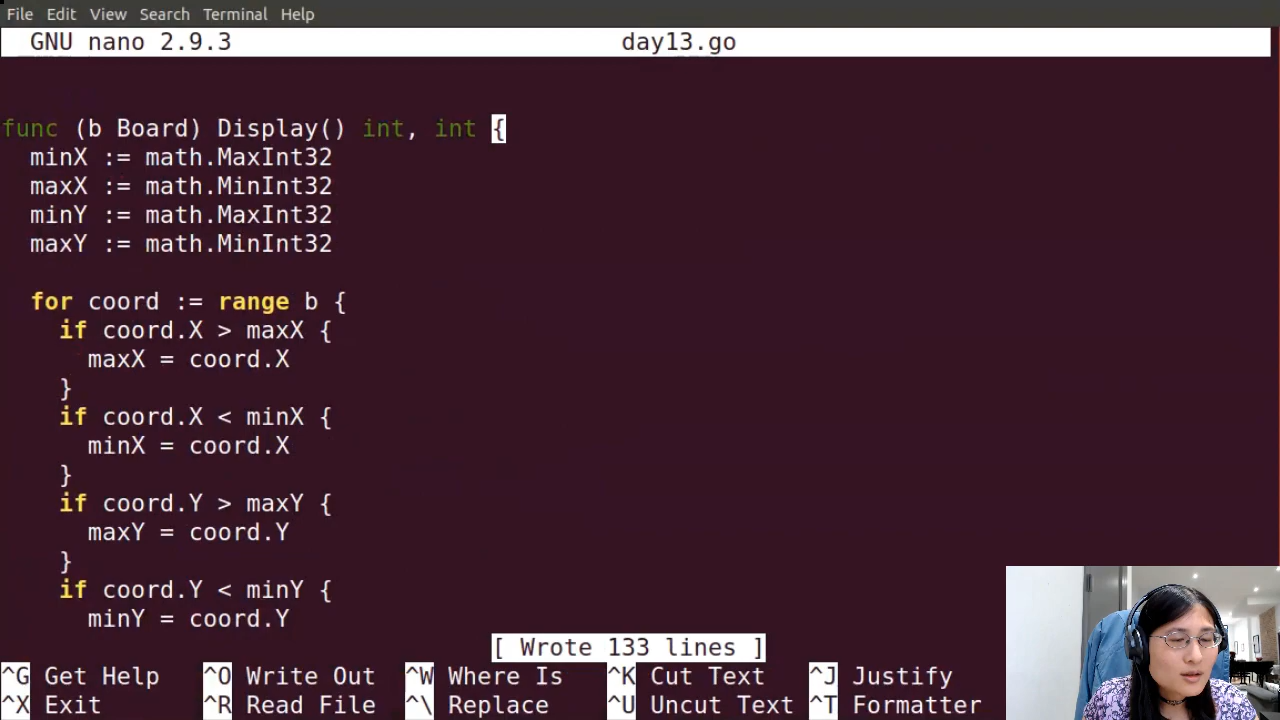 File Edit View Search Terminal Help
GNU nano 2.9.3 day13.go
func (b Board) Display() int, int {
minX := math.MaxInt32
maxX := math.MinInt32
minY := math.MaxInt32
maxY := math.MinInt32
for coord := range b {
if coord.X > maxX {
maxX = coord.X
}
if coord.X < minX {
minX = coord.X
}
if coord.Y > maxY {
maxY = coord.Y
}
if coord.Y < minY {
minY = coord.Y
[ Wrote 133 lines ]
^G Get Help ^O Write Out ^W Where Is ^K Cut Text ^J Justify
^X Exit ^R Read File ^\ Replace ^U Uncut Text ^T Formatter